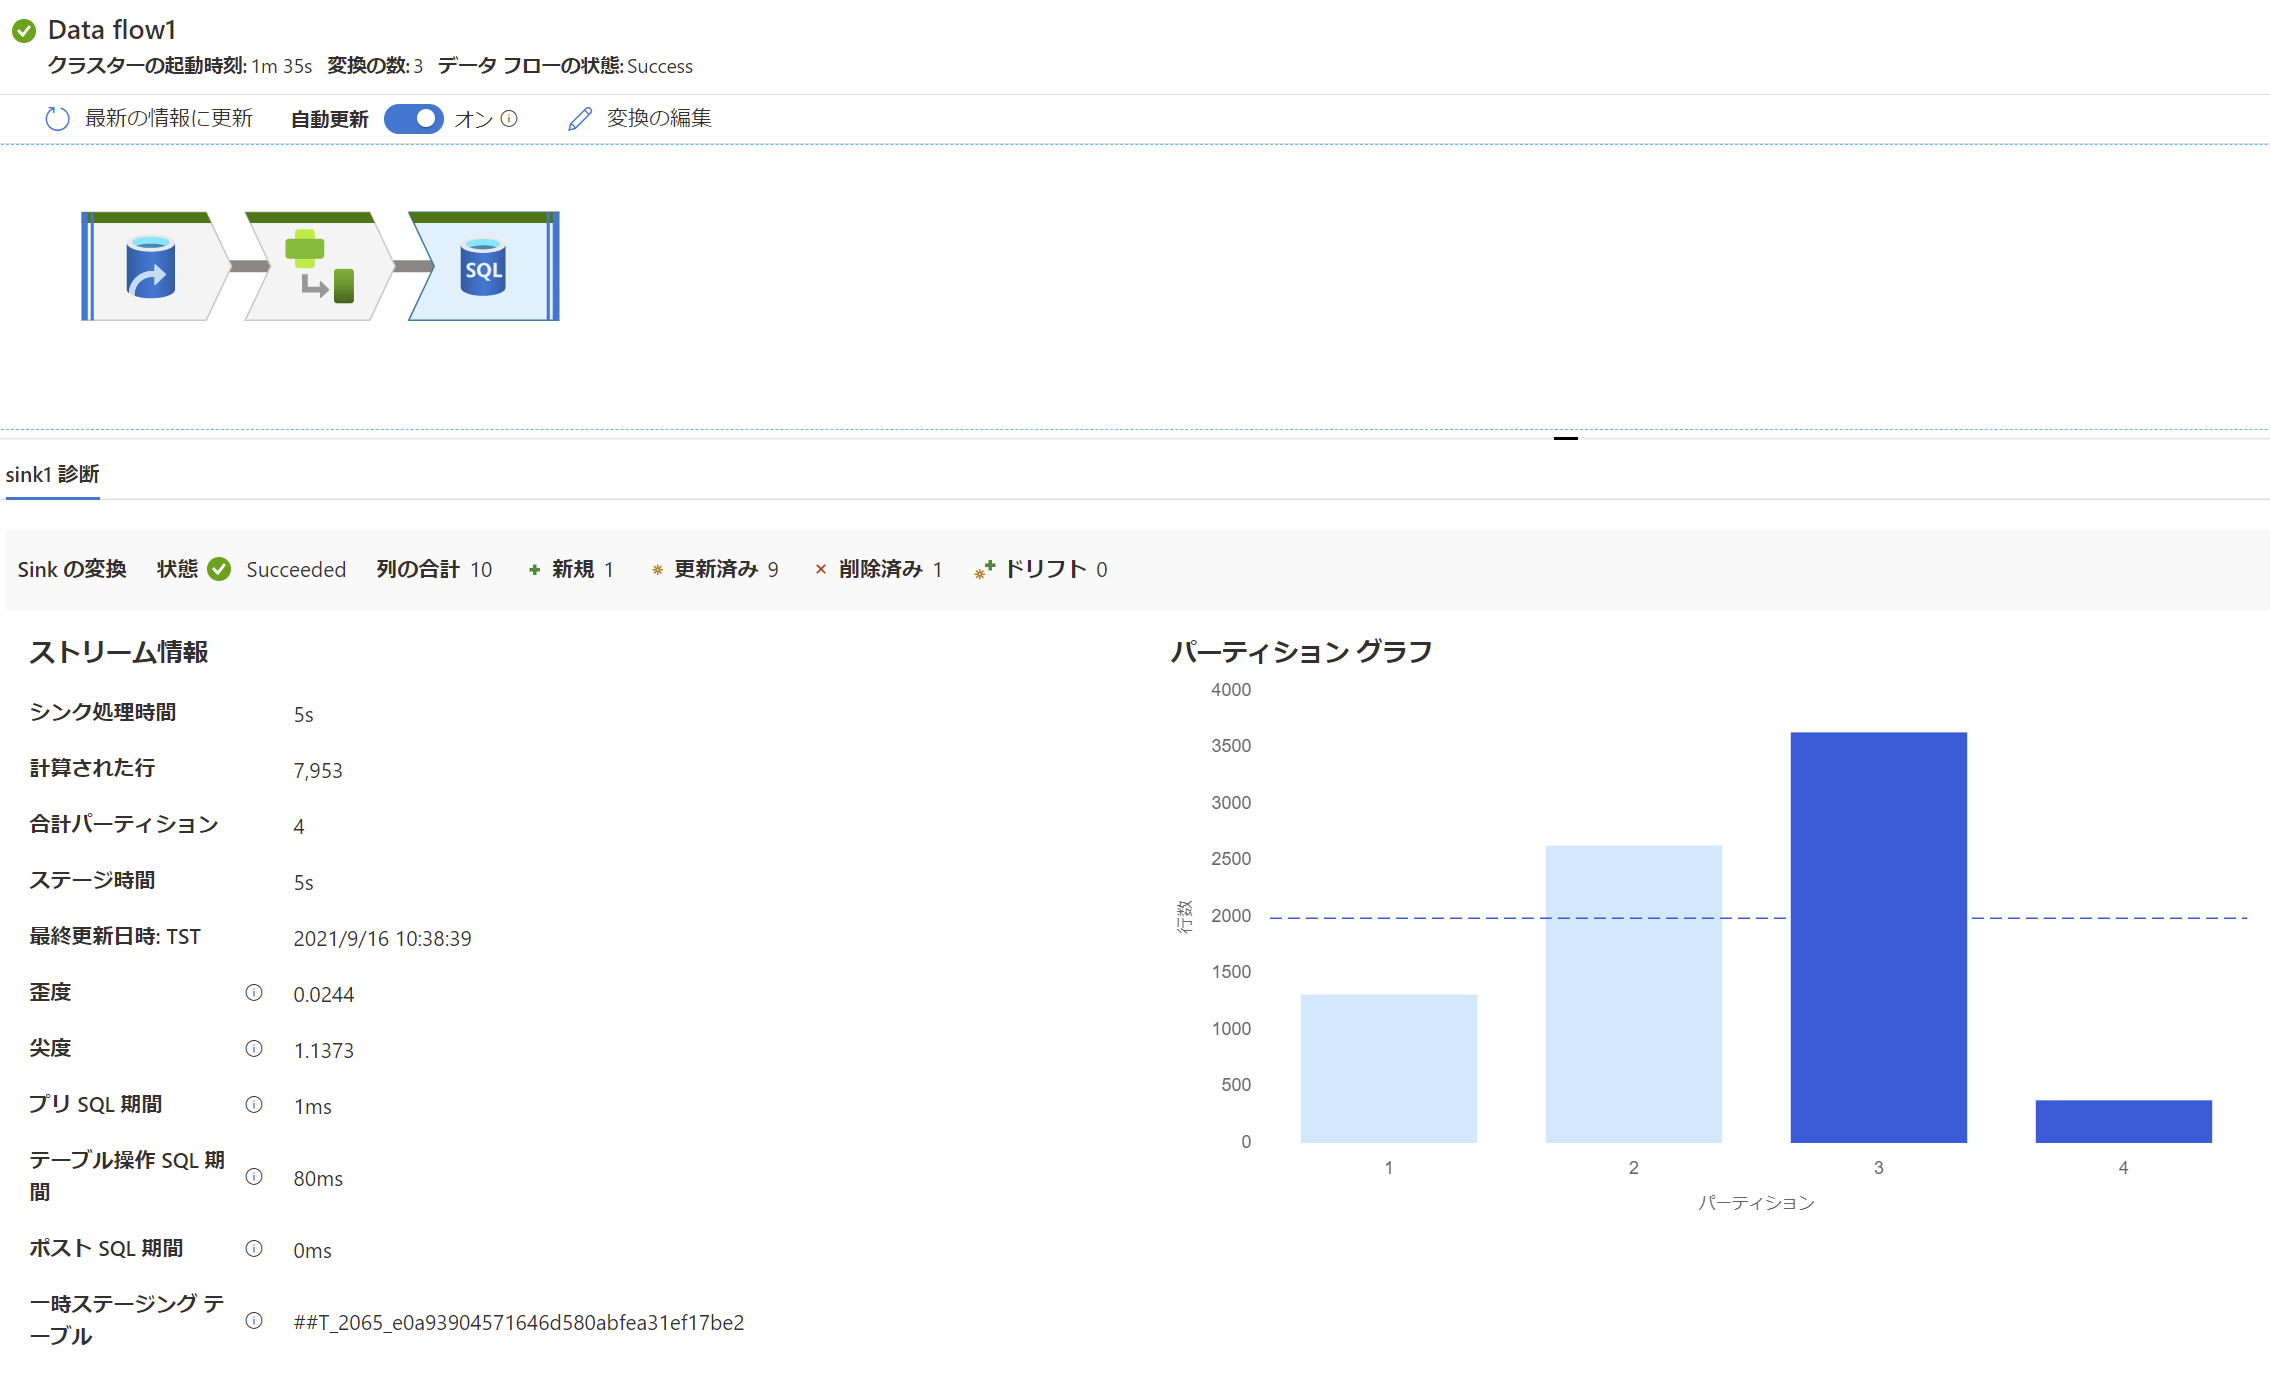 Data flow1
クラスターの起動時刻: 1m 35s 変換の数: 3 データ フローの状態: Success
最新の情報に更新 自動更新 オン 変換の編集
SQL
sink1 診断
Sink の変換 状態 Succeeded 列の合計 10 新規 1 更新済み 9 削除済み 1 ドリフト 0
ストリーム情報
シンク処理時間 5s
計算された行 7,953
合計パーティション 4
ステージ時間 5s
最終更新日時: TST 2021/9/16 10:38:39
歪度 0.0244
尖度 1.1373
プリ SQL 期間 1ms
テーブル操作 SQL 期
間 80ms
ポスト SQL 期間 0ms
一時ステージング テ
ーブル ##T_2065_e0a93904571646d580abfea31ef17be2
パーティション グラフ
4000
3500
3000
2500
2000
1500
1000
500
0
行数
1 2 3 4
パーティション